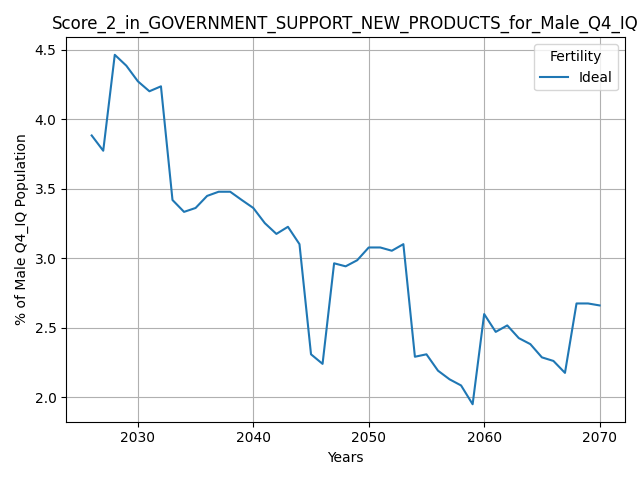 Score_2_in_GOVERNMENT_SUPPORT_NEW_PRODUCTS_for_Male_Q4_IQ
Fertility
Ideal
% of Male Q4_IQ Population
4.5
4.0
3.5
3.0
2.5
2.0
2030
2040
2050
2060
2070
Years